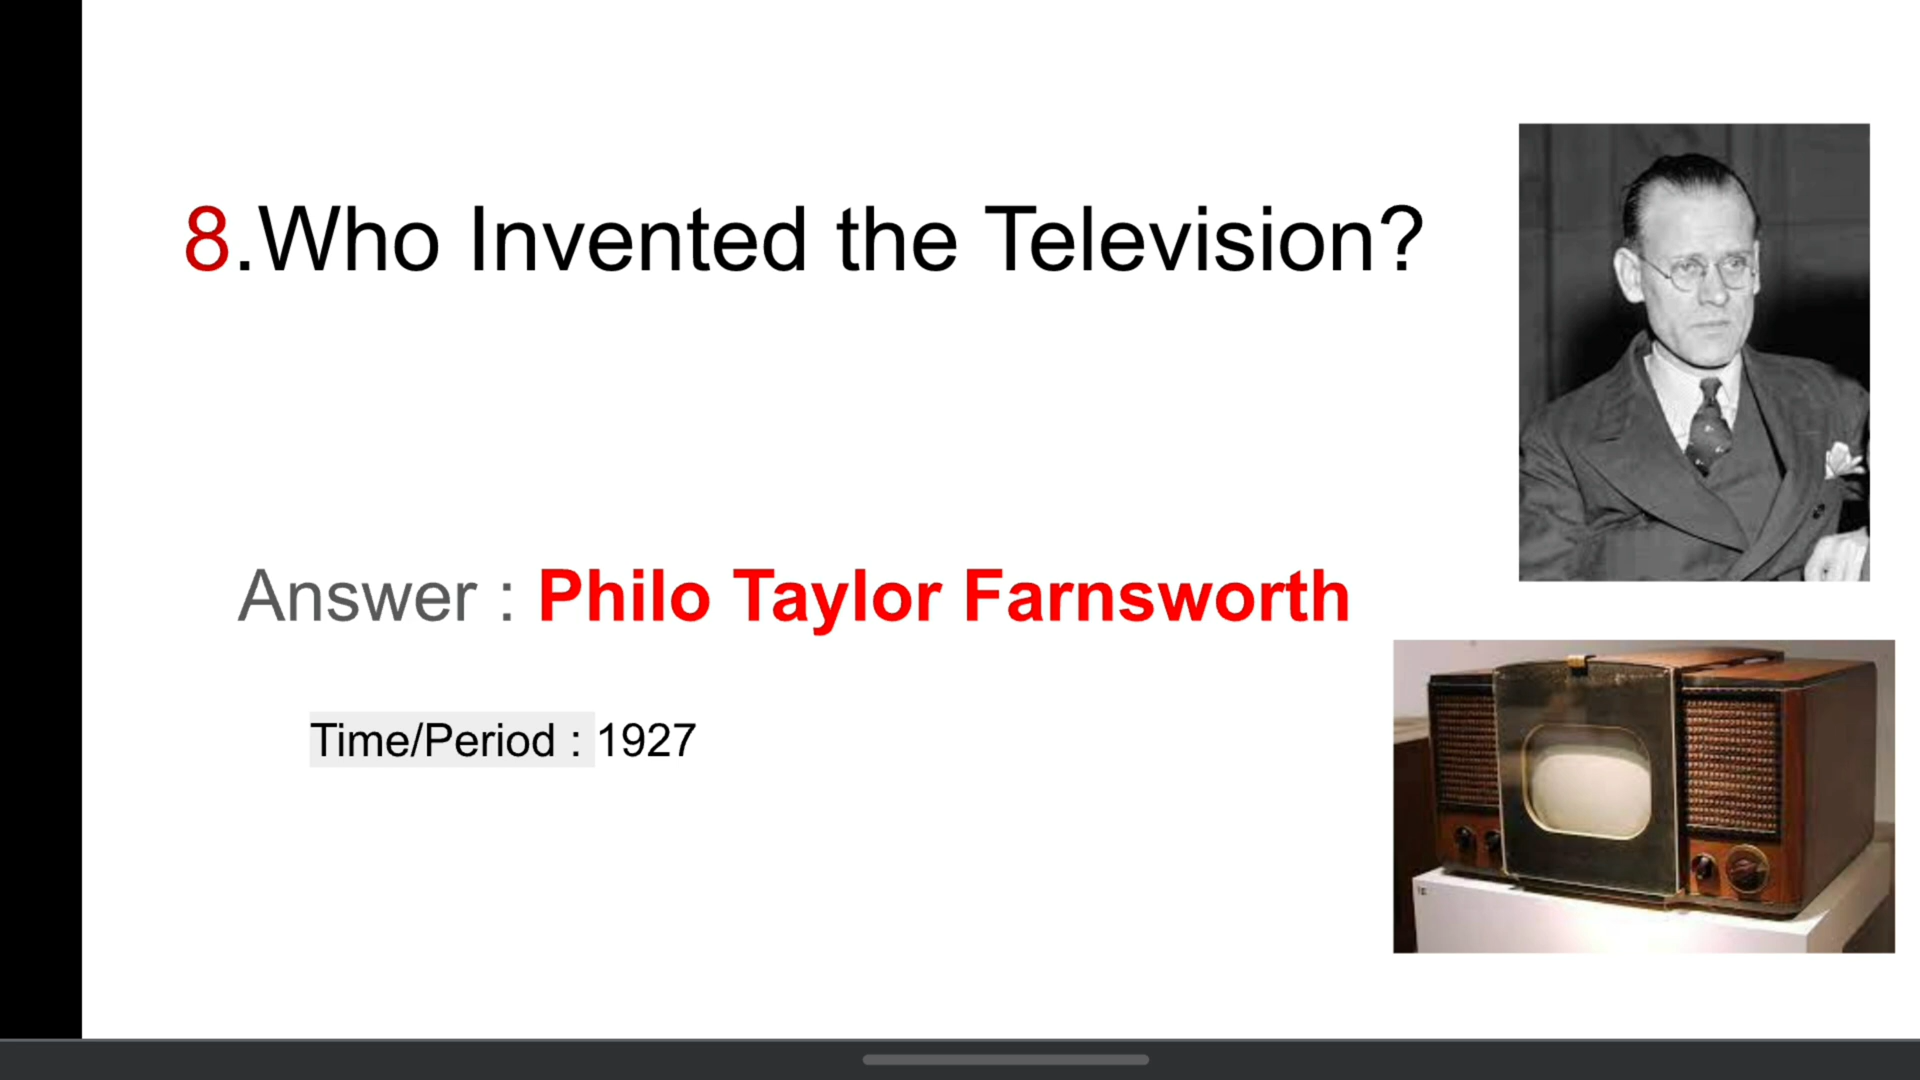 8.Who Invented the Television?
Answer : Philo Taylor Farnsworth
Time/Period : 1927